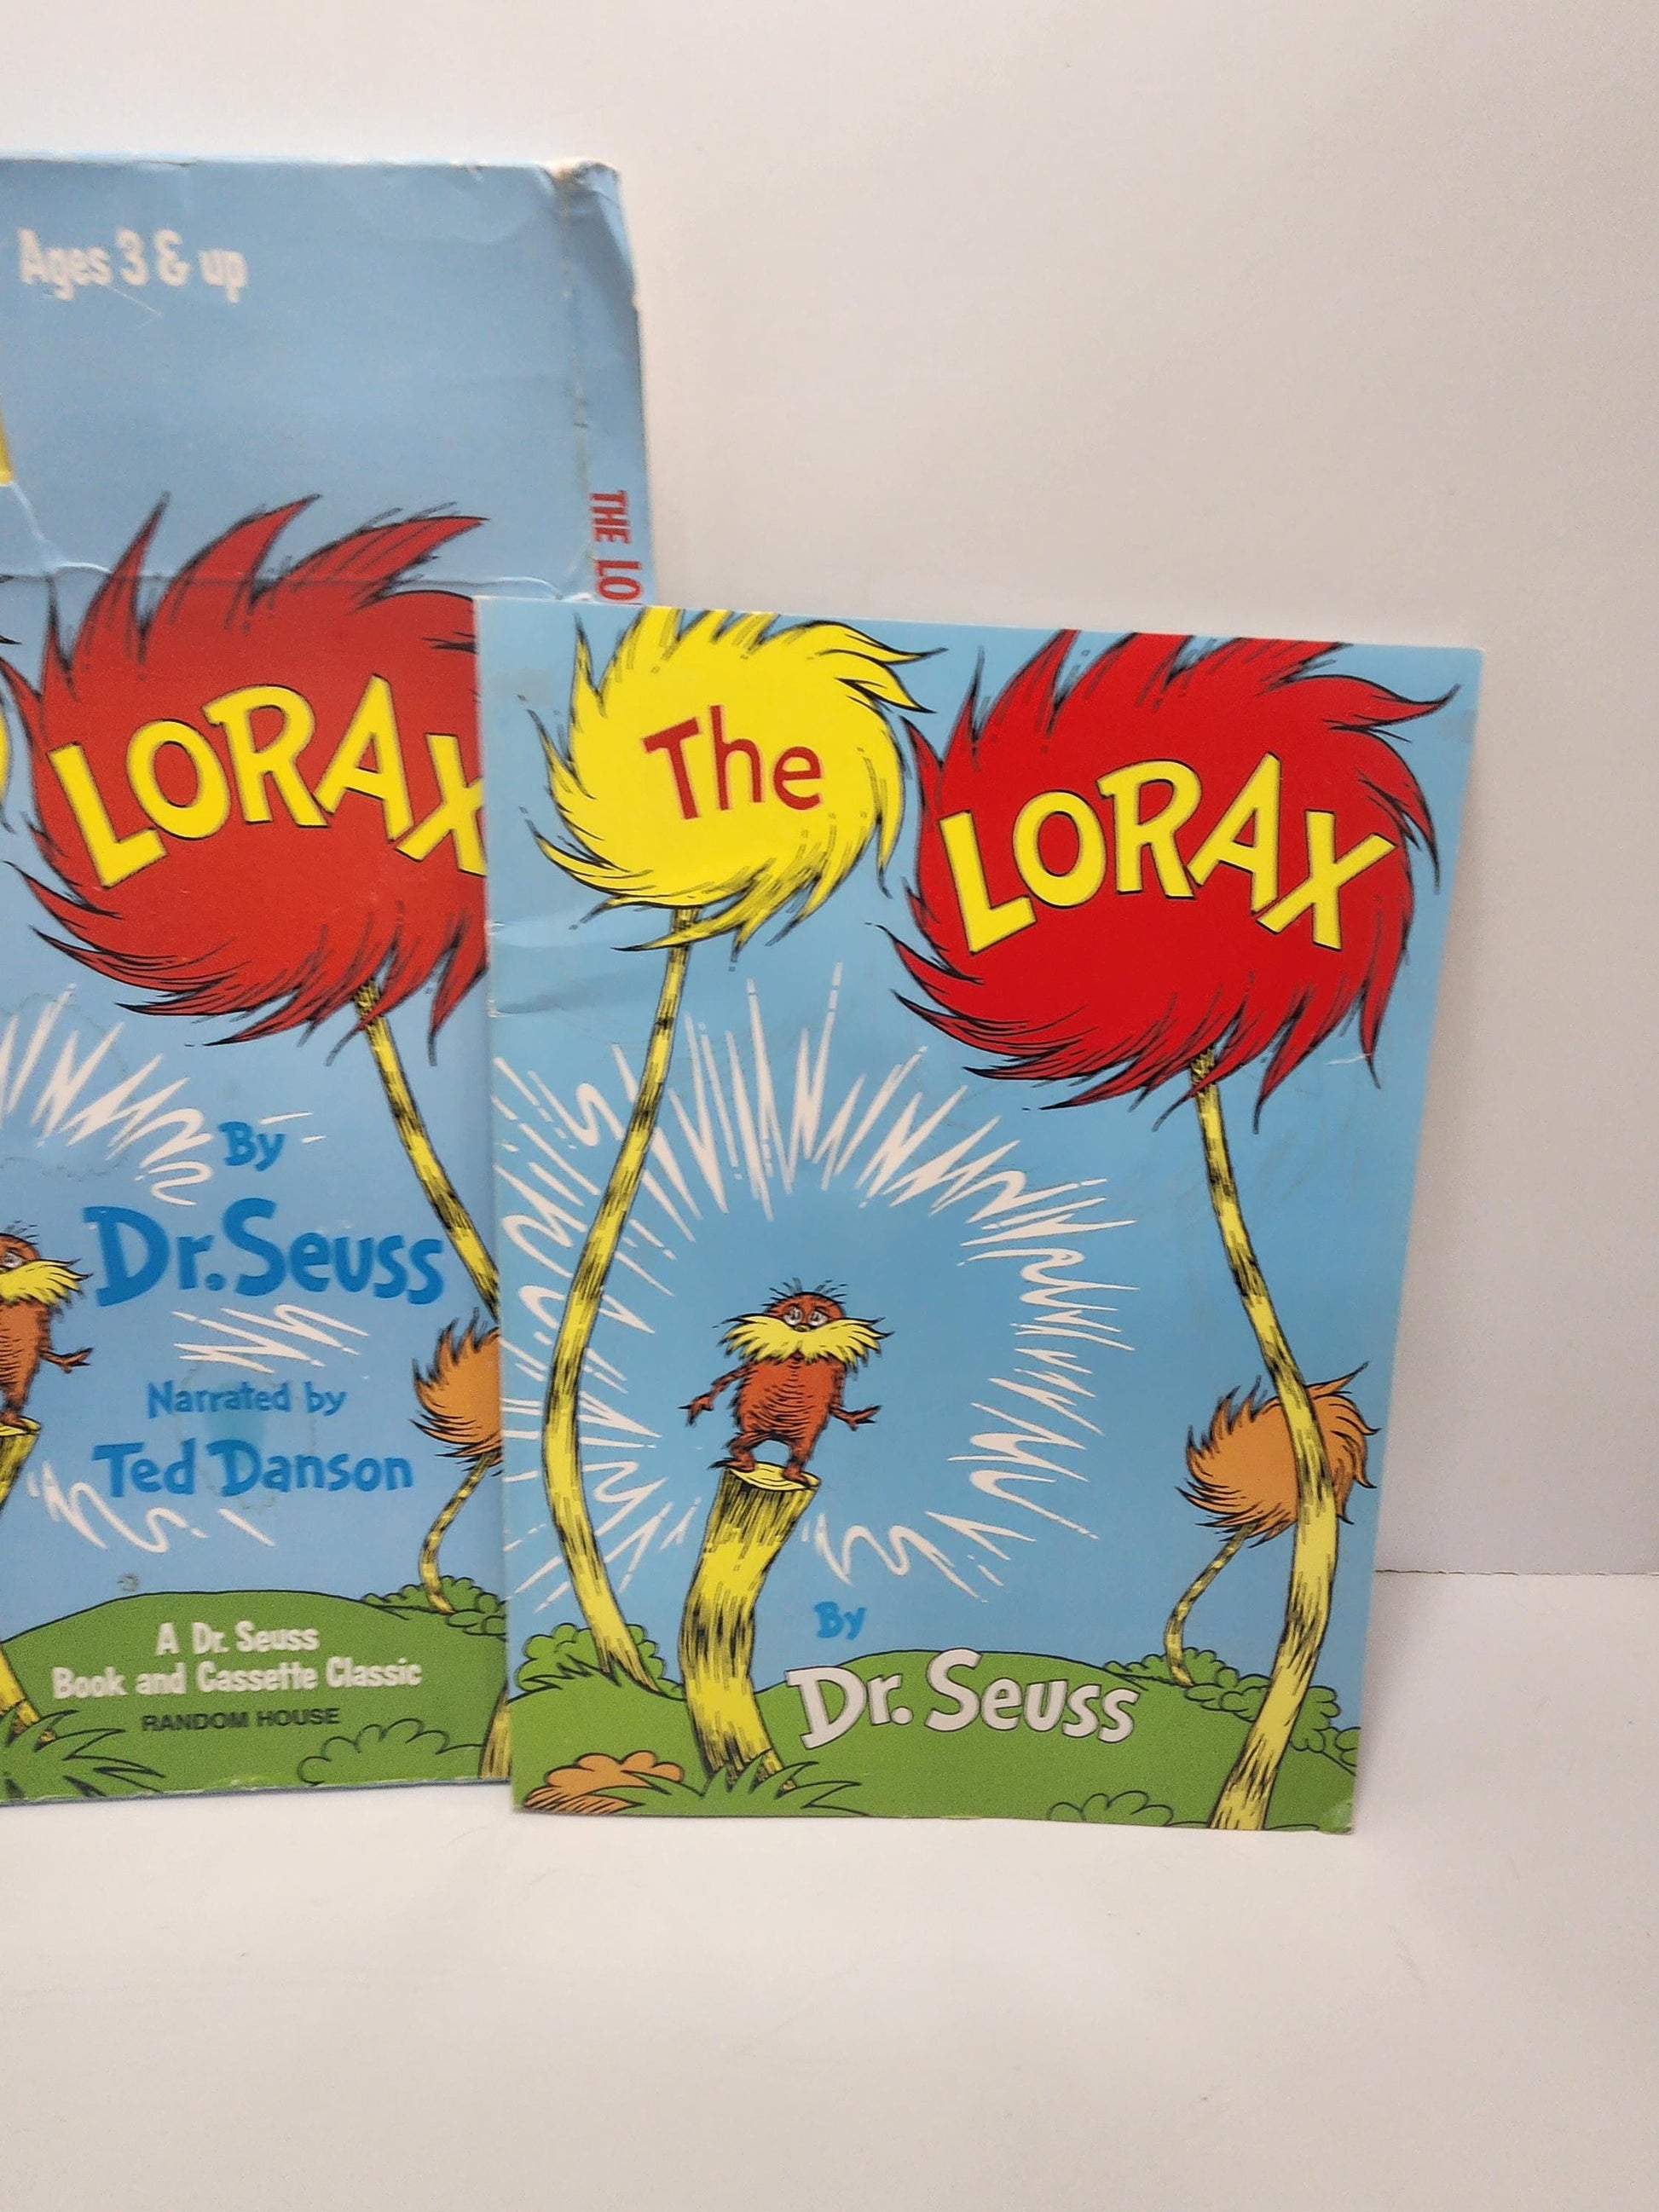 Ages 3 & up
THE LO
LORAX
By
Dr. Seuss
Narrated by
Ted Danson
A Dr. Seuss
Book and Cassette Classic
RANDOM HOUSE
The
LORAX
By
Dr. Seuss